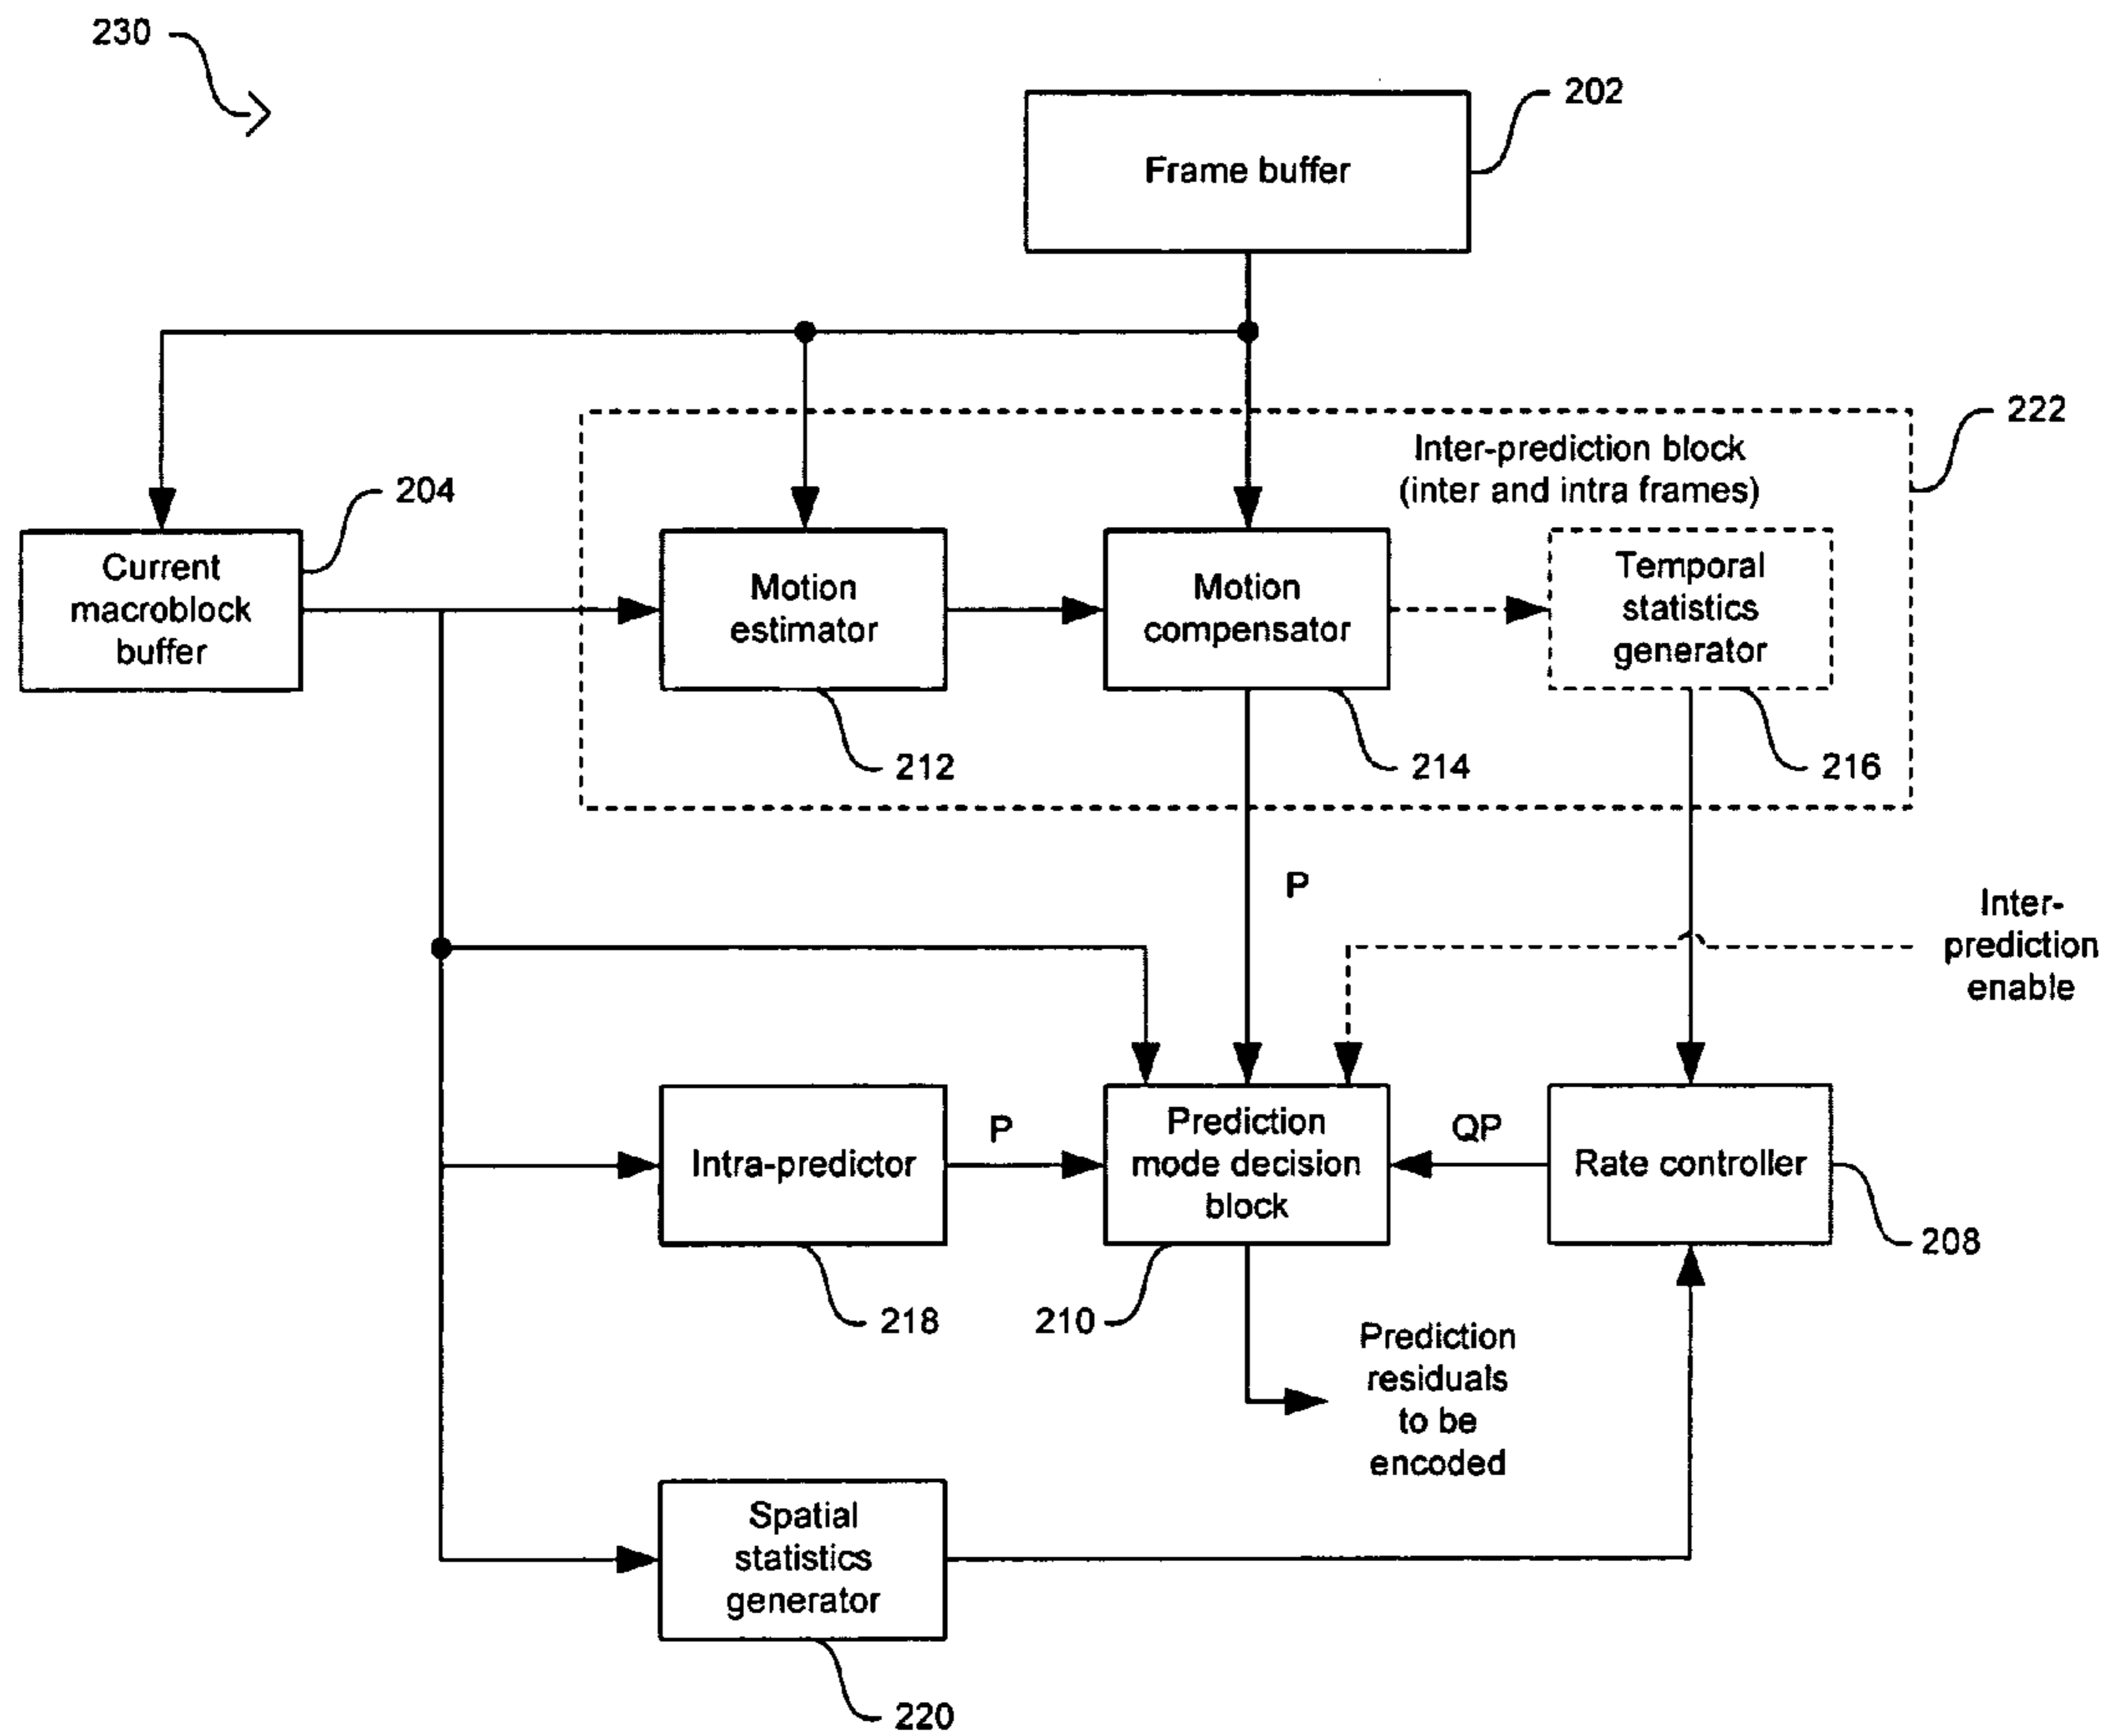 230
202
Frame buffer
222
Inter-prediction block
(inter and intra frames)
204
Current
macroblock
buffer
Motion
estimator
Motion
compensator
Temporal
statistics
generator
212
214
216
P
Inter-
prediction
enable
Intra-predictor
P
Prediction
mode decision
block
QP
Rate controller
208
218
210
Prediction
residuals
to be
encoded
Spatial
statistics
generator
220